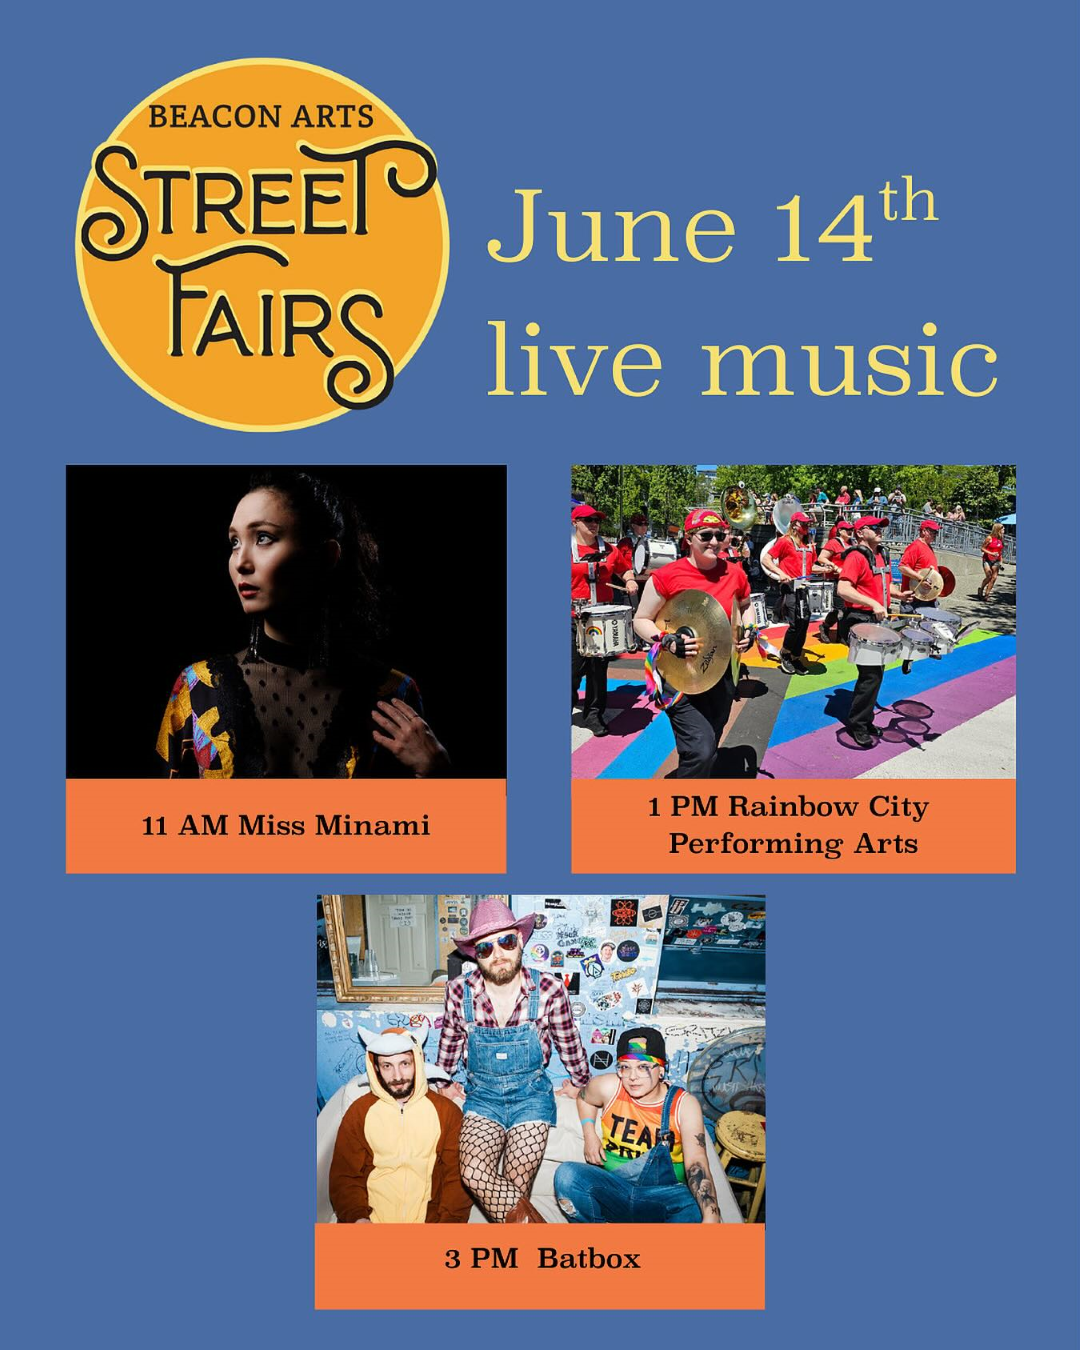 BEACON ARTS
STREET
FAIRS
June 14th
live music
11 AM Miss Minami
1 PM Rainbow City
Performing Arts
TEAM
3 PM Batbox